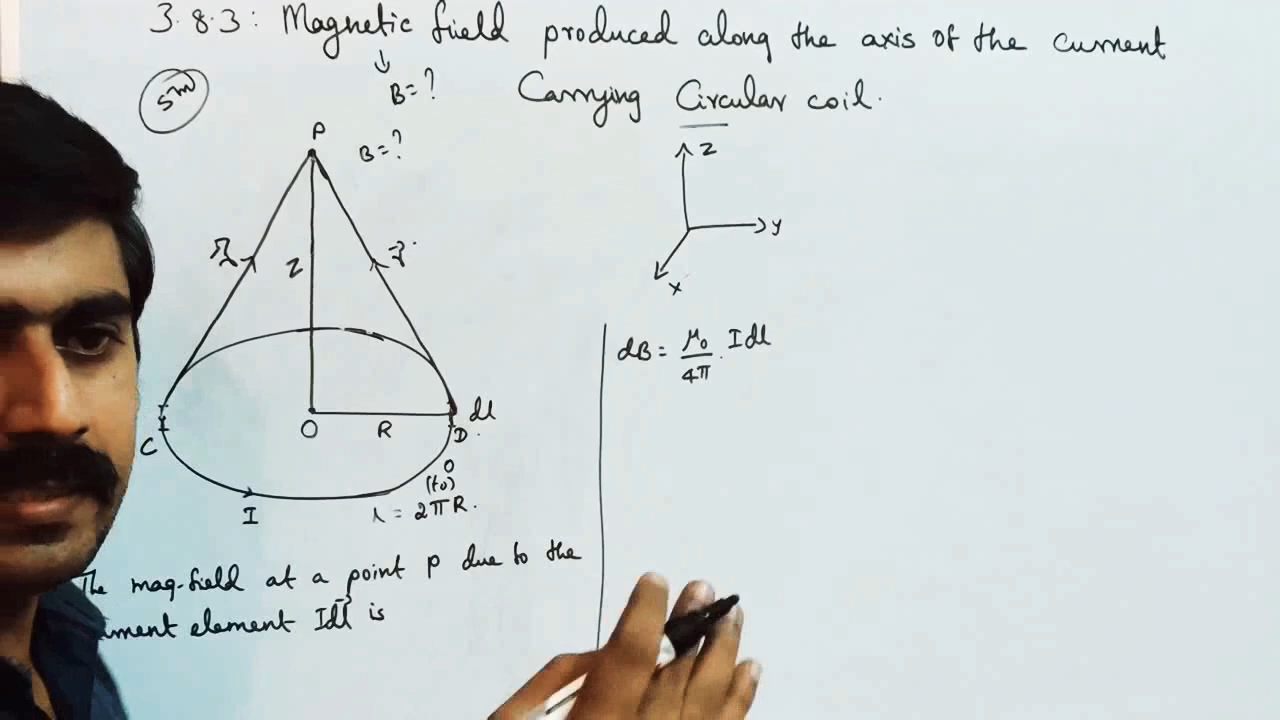 3.8.3: Magnetic field produced along the axis of the current
Carrying Circular coil.
5m
B=?
P
B=?
Z
Y
X
r
Z
r
C
O
R
dl
D.
0
(to)
I
λ = 2πR.
dB = μ₀/4π . Idl
The mag-field at a point P due to the
element Idl is